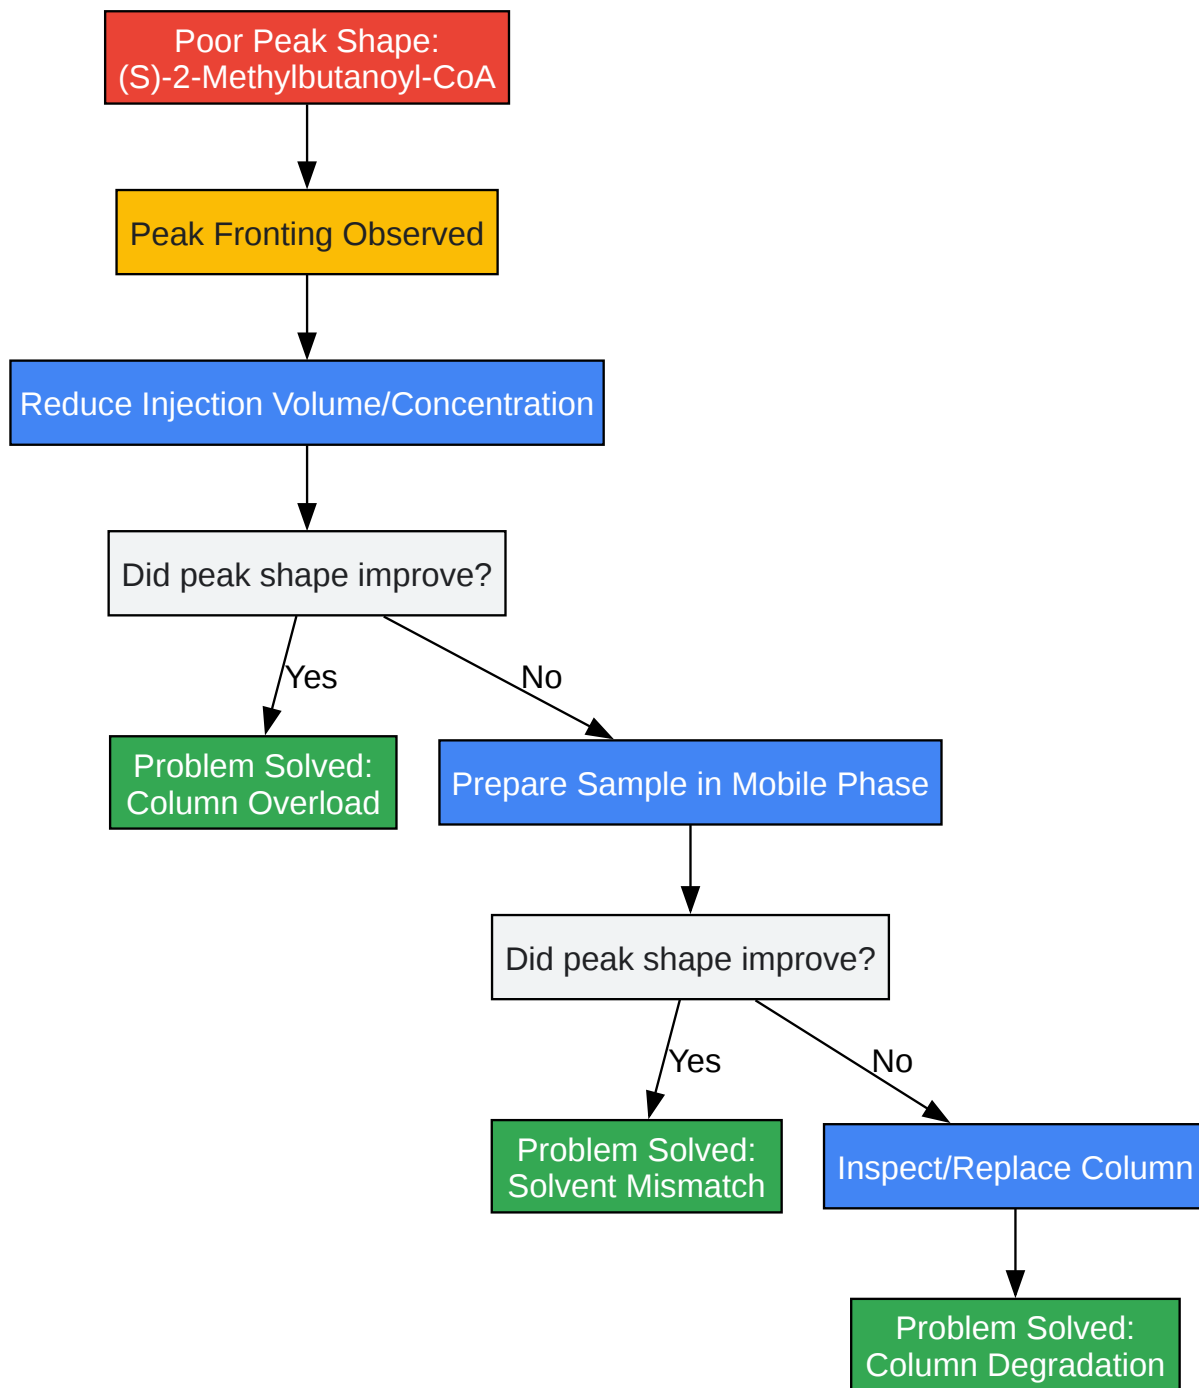 Poor Peak Shape:
(S)-2-Methylbutanoyl-CoA
Peak Fronting Observed
Reduce Injection Volume/Concentration
Did peak shape improve?
Yes
No
Problem Solved:
Column Overload
Prepare Sample in Mobile Phase
Did peak shape improve?
Yes
No
Problem Solved:
Solvent Mismatch
Inspect/Replace Column
Problem Solved:
Column Degradation